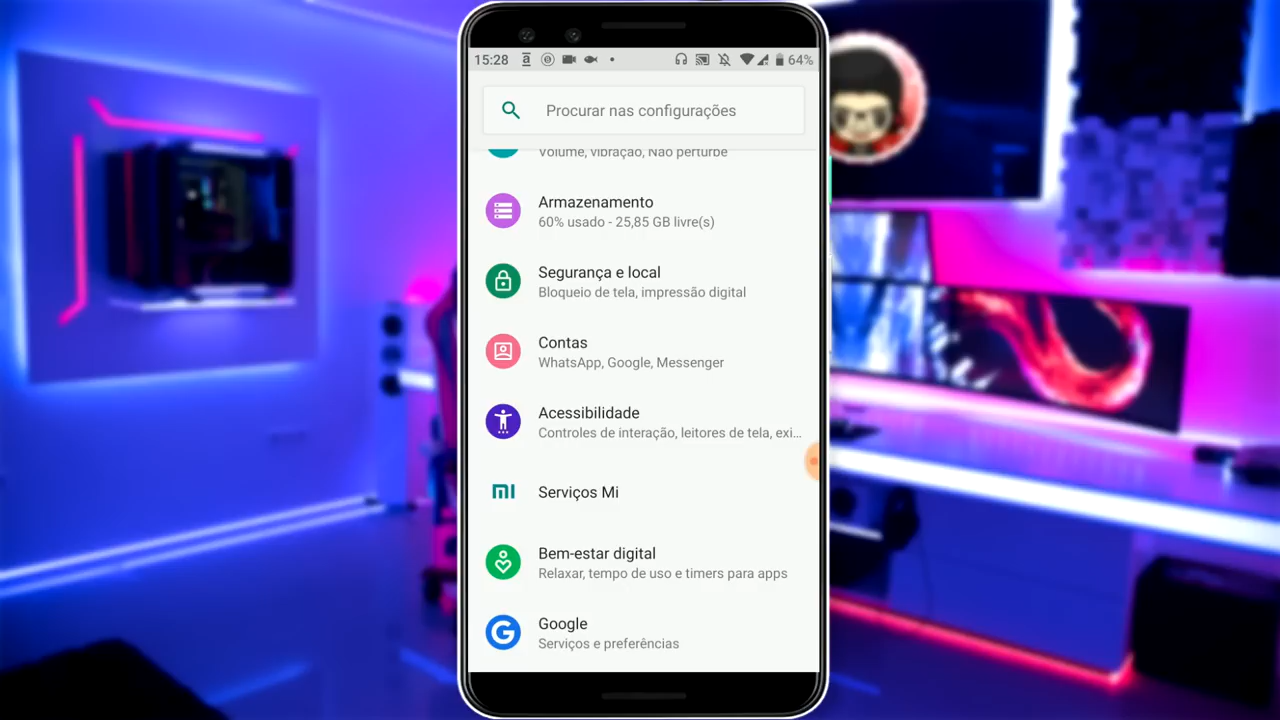 15:28
64%
Procurar nas configurações
Volume, vibração, Não perturbe
Armazenamento
60% usado - 25,85 GB livre(s)
Segurança e local
Bloqueio de tela, impressão digital
Contas
WhatsApp, Google, Messenger
Acessibilidade
Controles de interação, leitores de tela, exi...
mi
Serviços Mi
Bem-estar digital
Relaxar, tempo de uso e timers para apps
G
Google
Serviços e preferências